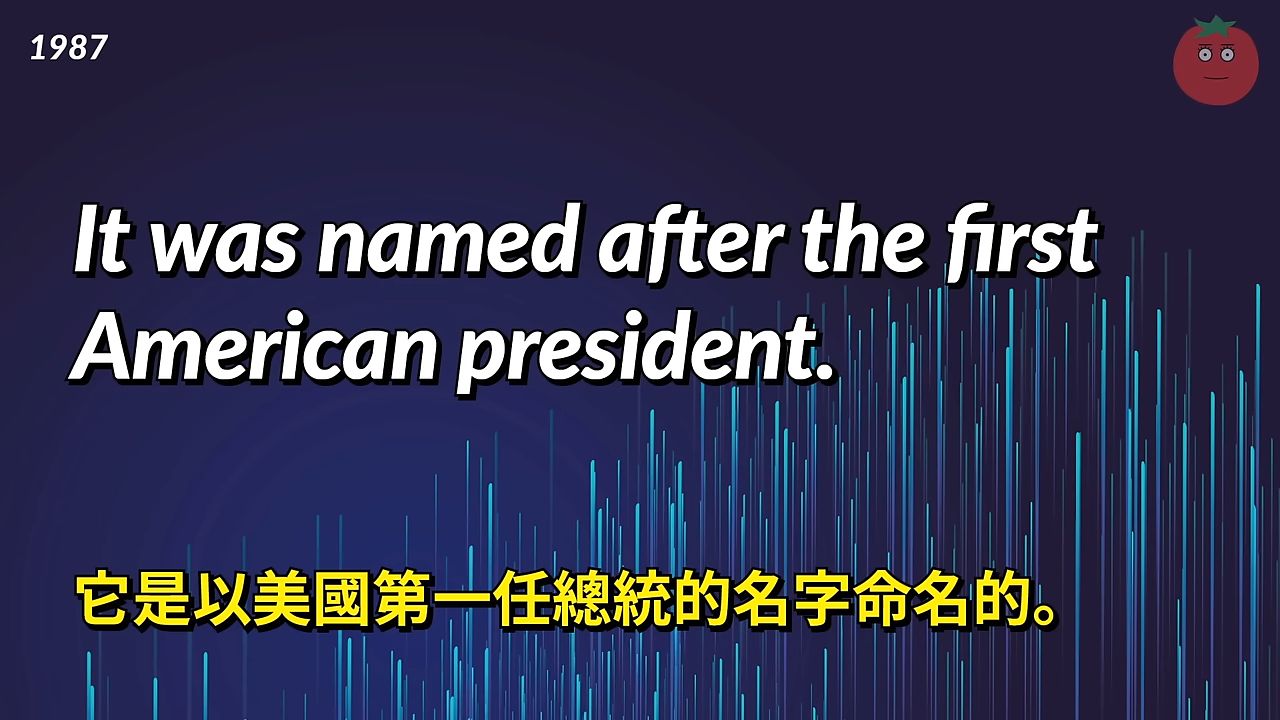 1987
It was named after the first
American president.
它是以美國第一任總統的名字命名的。